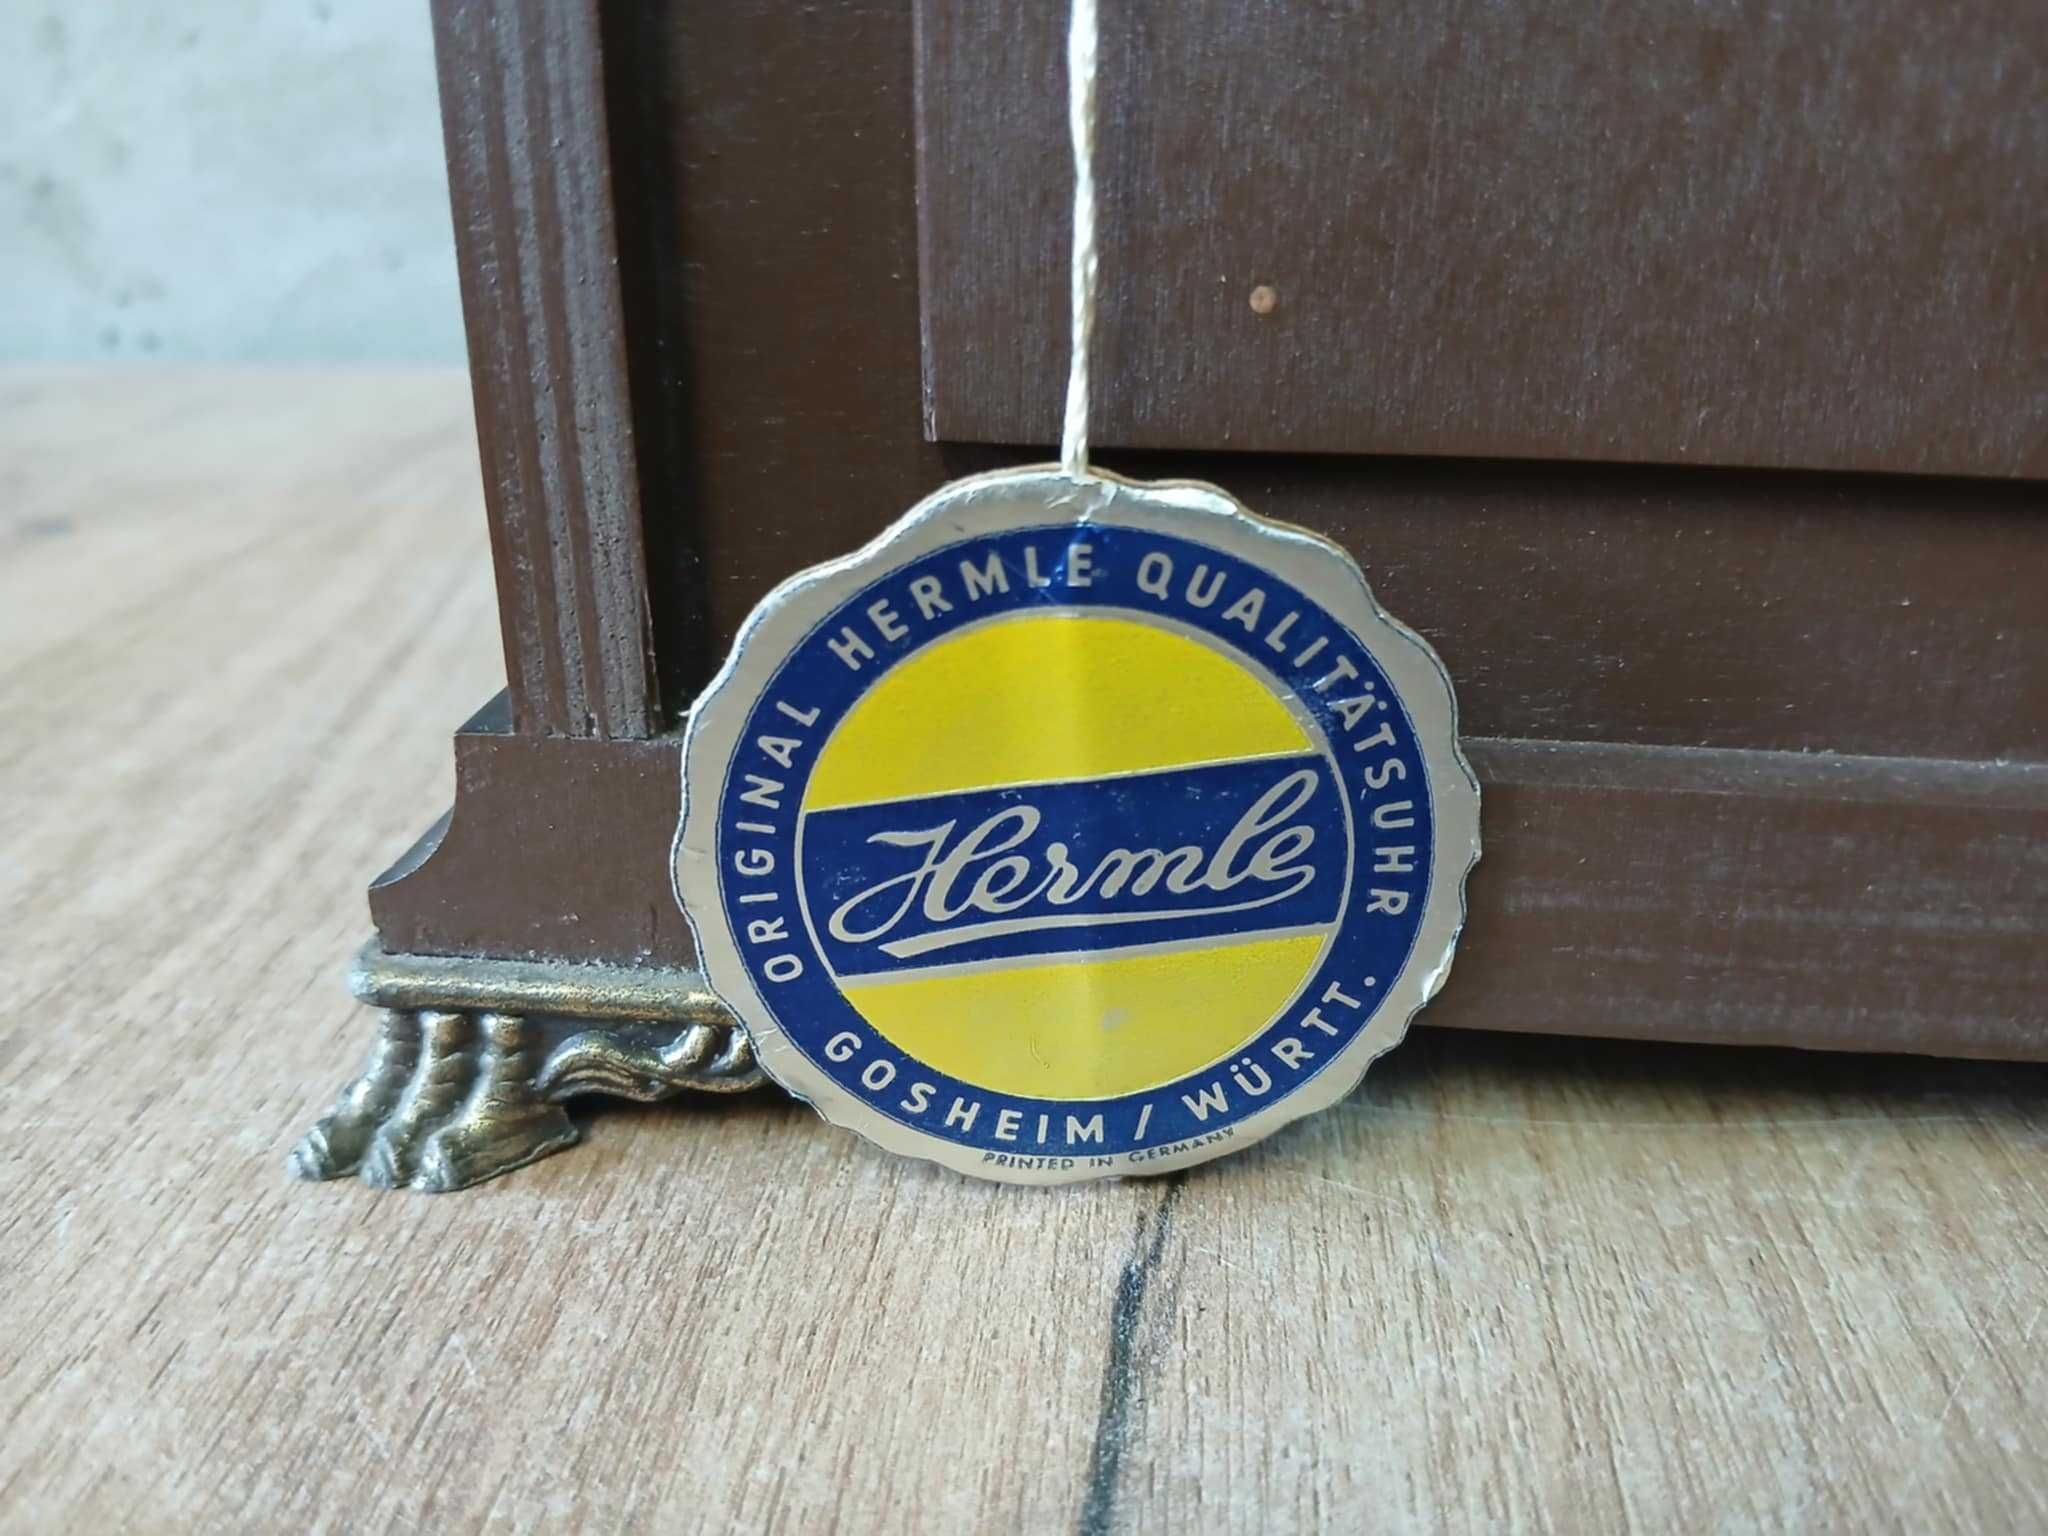 ORIGINAL HERMLE QUALITÄTSUHR
Hermle
GOSHEIM / WÜRTT.
PRINTED IN GERMANY